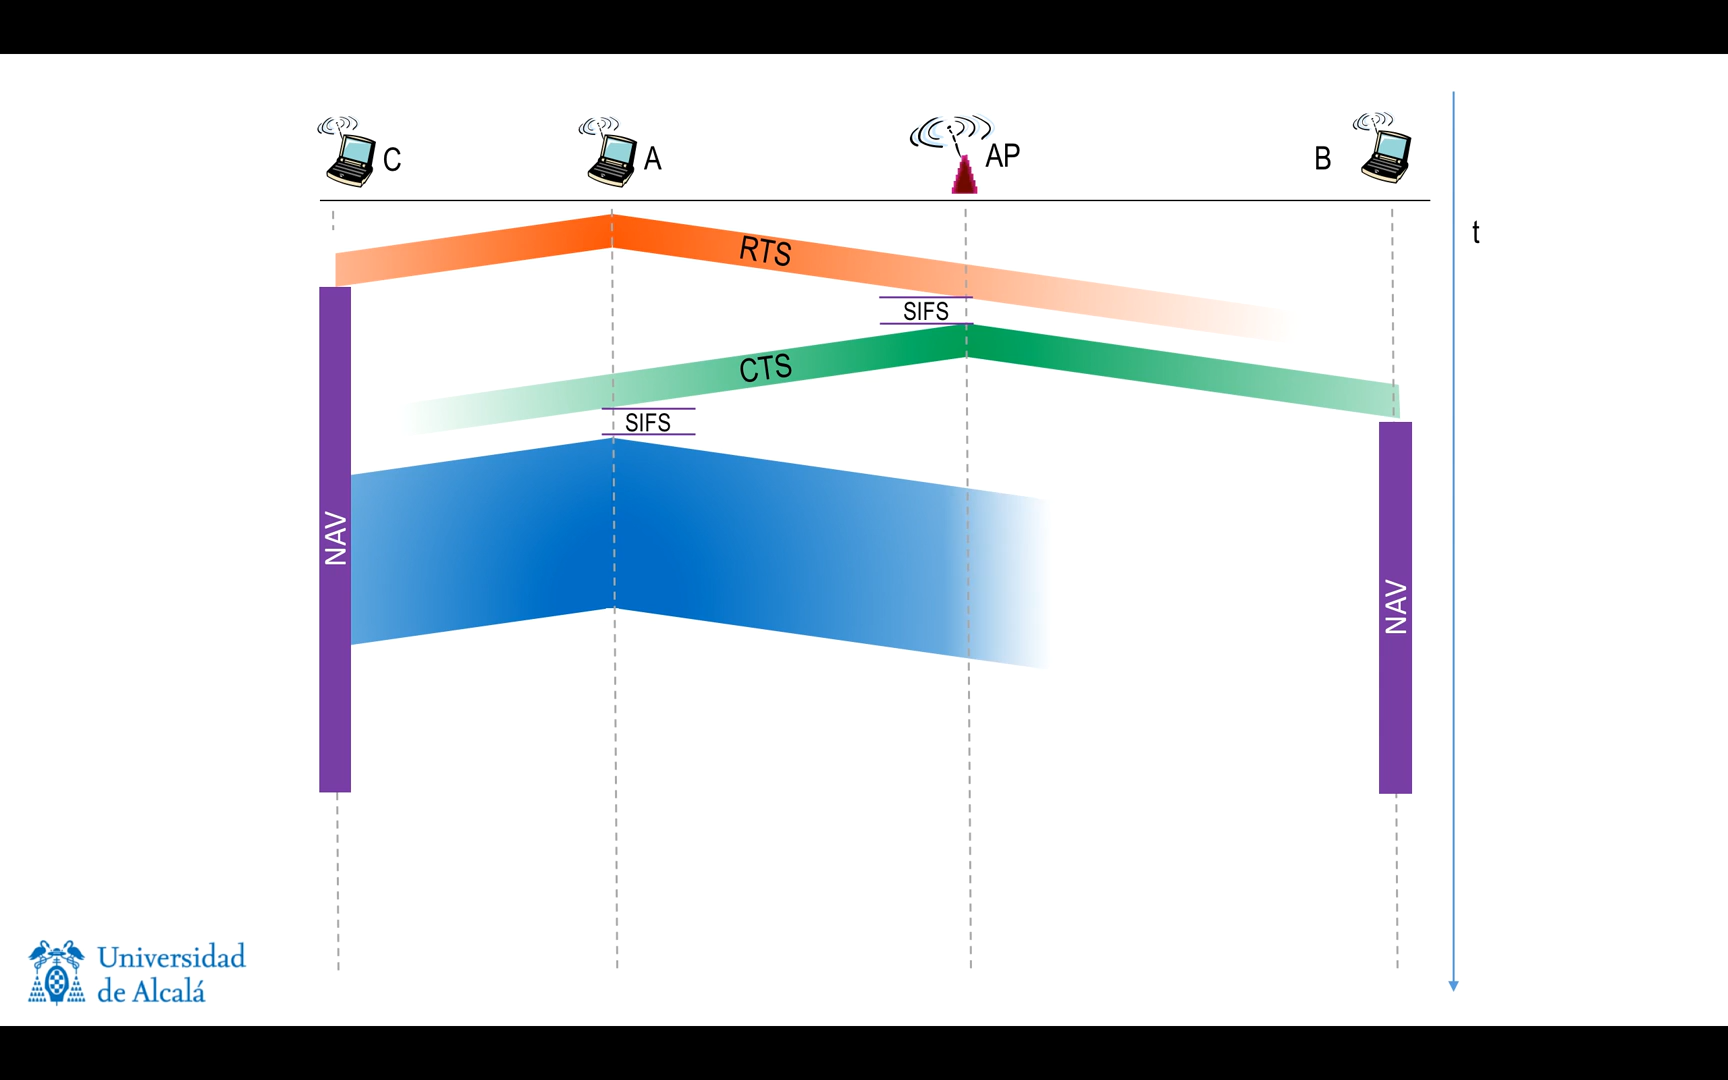 C
A
AP
B
t
RTS
SIFS
CTS
SIFS
NAV
NAV
Universidad
de Alcalá